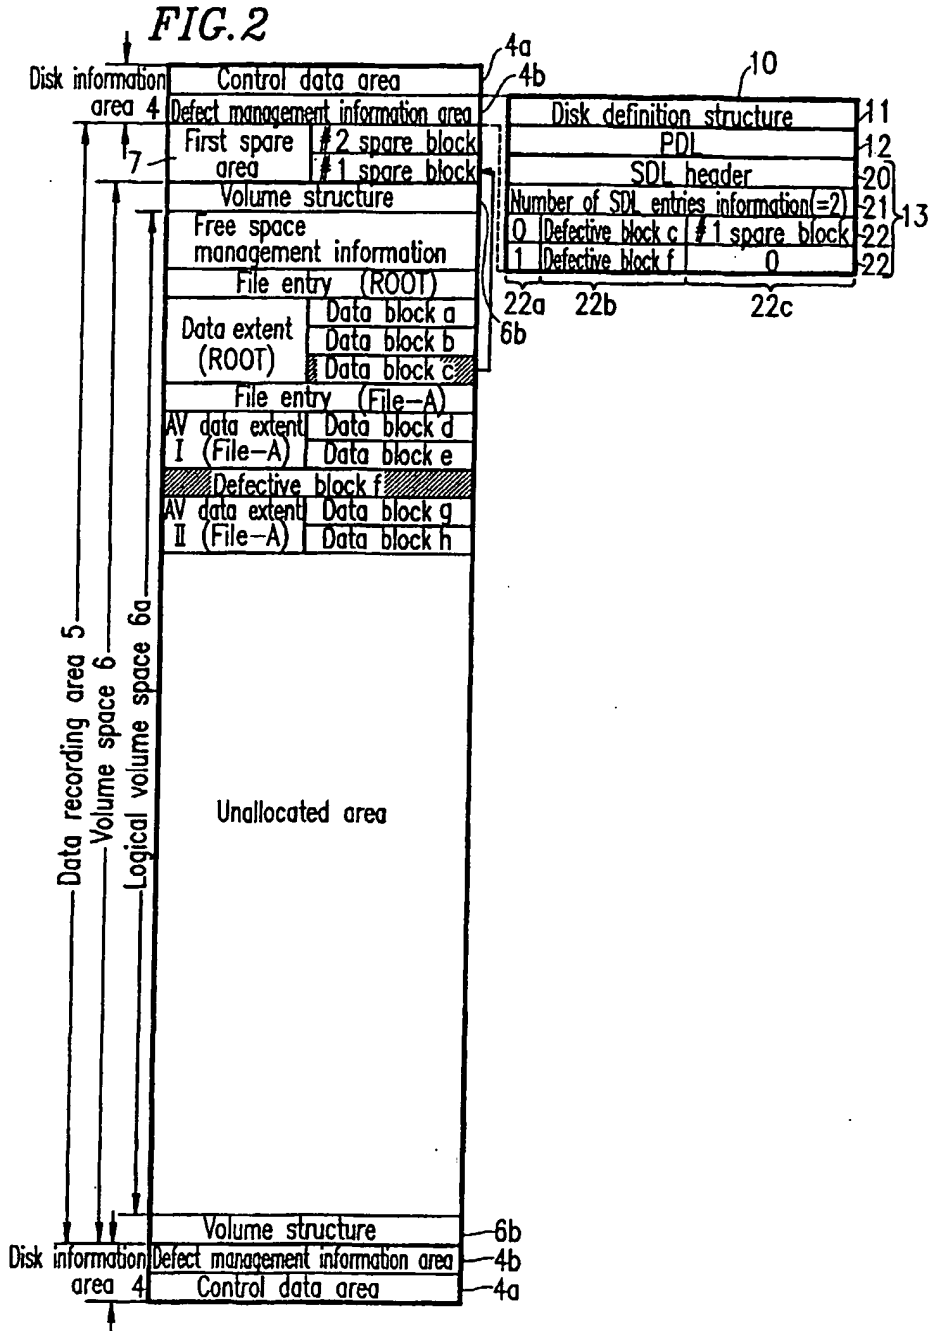 FIG.2
Disk information
area 4
Control data area
4a
Defect management information area
4b
7
First spare
area
#2 spare block
#1 spare block
Volume structure
Free space
management information
File entry (ROOT)
Data extent
(ROOT)
Data block a
Data block b
Data block c
6b
File entry (File-A)
AV data extent
I (File-A)
Data block d
Data block e
Defective block f
AV data extent
II (File-A)
Data block g
Data block h
Unallocated area
Data recording area 5
Volume space 6
Logical volume space 6a
Volume structure
6b
Disk information
area 4
Defect management information area
4b
Control data area
4a
10
Disk definition structure
11
PDL
12
SDL header
20
Number of SDL entries information(=2)
21
13
0 Defective block c #1 spare block
22
1 Defective block f 0
22
22a 22b 22c